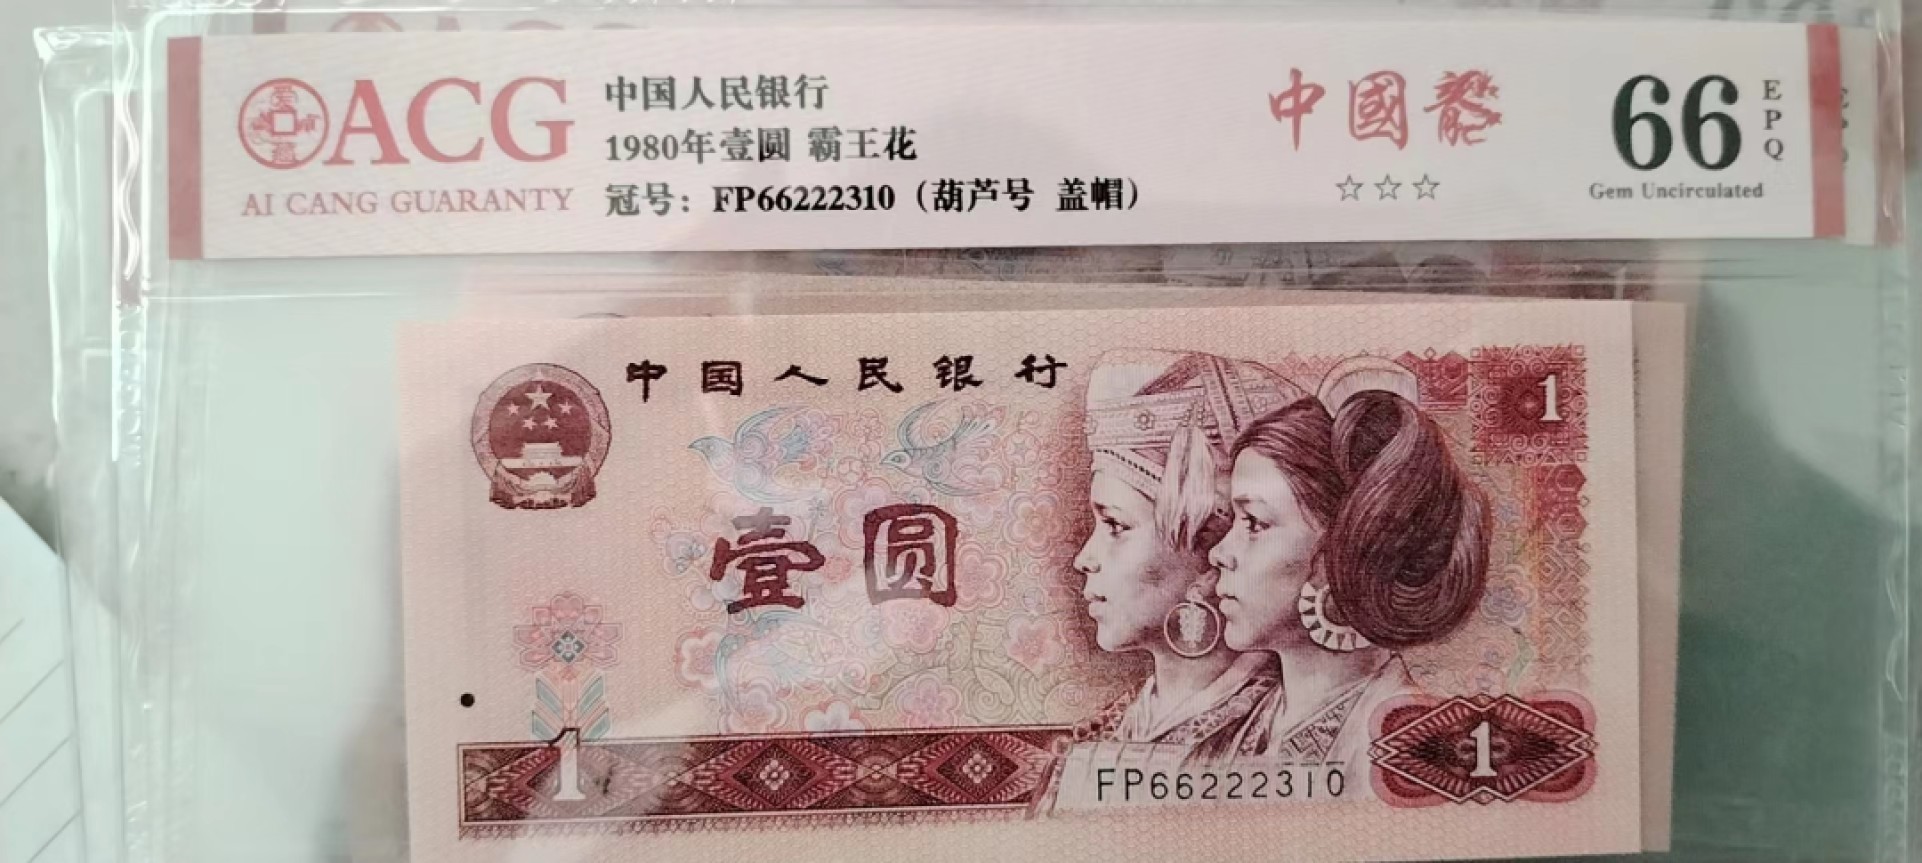 ACG
AI CANG GUARANTY
中国人民银行
1980年壹圆 霸王花
冠号：FP66222310（葫芦号 盖帽）
中國龍
☆☆☆
66
EPQ
Gem Uncirculated
中国人民银行
1
壹圆
1
1
FP66222310